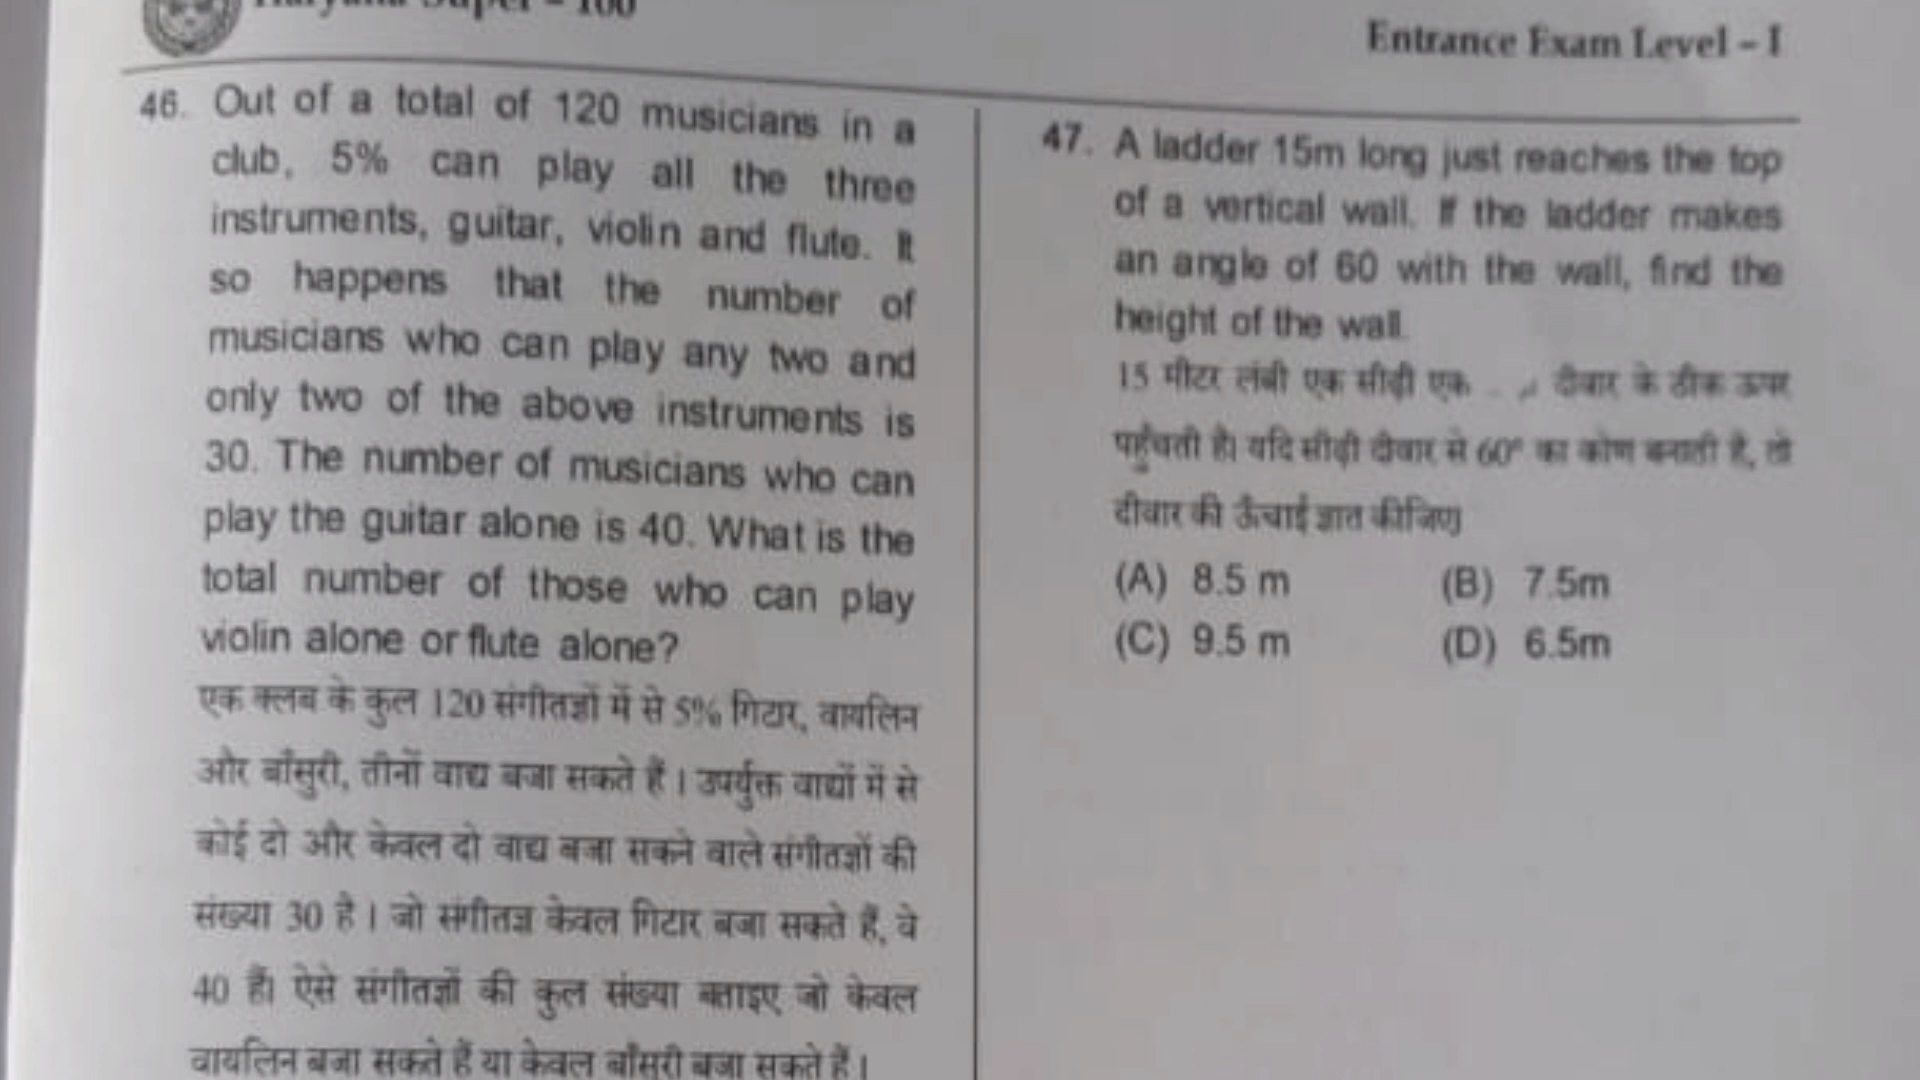 Haryana Super - 100
Entrance Exam Level - I
46. Out of a total of 120 musicians in a
club, 5% can play all the three
instruments, guitar, violin and flute. It
so happens that the number of
musicians who can play any two and
only two of the above instruments is
30. The number of musicians who can
play the guitar alone is 40. What is the
total number of those who can play
violin alone or flute alone?
एक क्लब के कुल 120 संगीतज्ञों में से 5% गिटार, वायलिन
और बाँसुरी, तीनों वाद्य बजा सकते हैं । उपर्युक्त वाद्यों में से
कोई दो और केवल दो वाद्य बजा सकने वाले संगीतज्ञों की
संख्या 30 है । जो संगीतज्ञ केवल गिटार बजा सकते हैं, वे
40 हैं। ऐसे संगीतज्ञों की कुल संख्या बताइए जो केवल
वायलिन बजा सकते हैं या केवल बाँसुरी बजा सकते हैं ।
47. A ladder 15m long just reaches the top
of a vertical wall. If the ladder makes
an angle of 60 with the wall, find the
height of the wall.
15 मीटर लंबी एक सीढ़ी एक दीवार के ठीक ऊपर
पहुँचती है। यदि सीढ़ी दीवार से 60° का कोण बनाती है, तो
दीवार की ऊँचाई ज्ञात कीजिए।
(A) 8.5 m (B) 7.5m
(C) 9.5 m (D) 6.5m